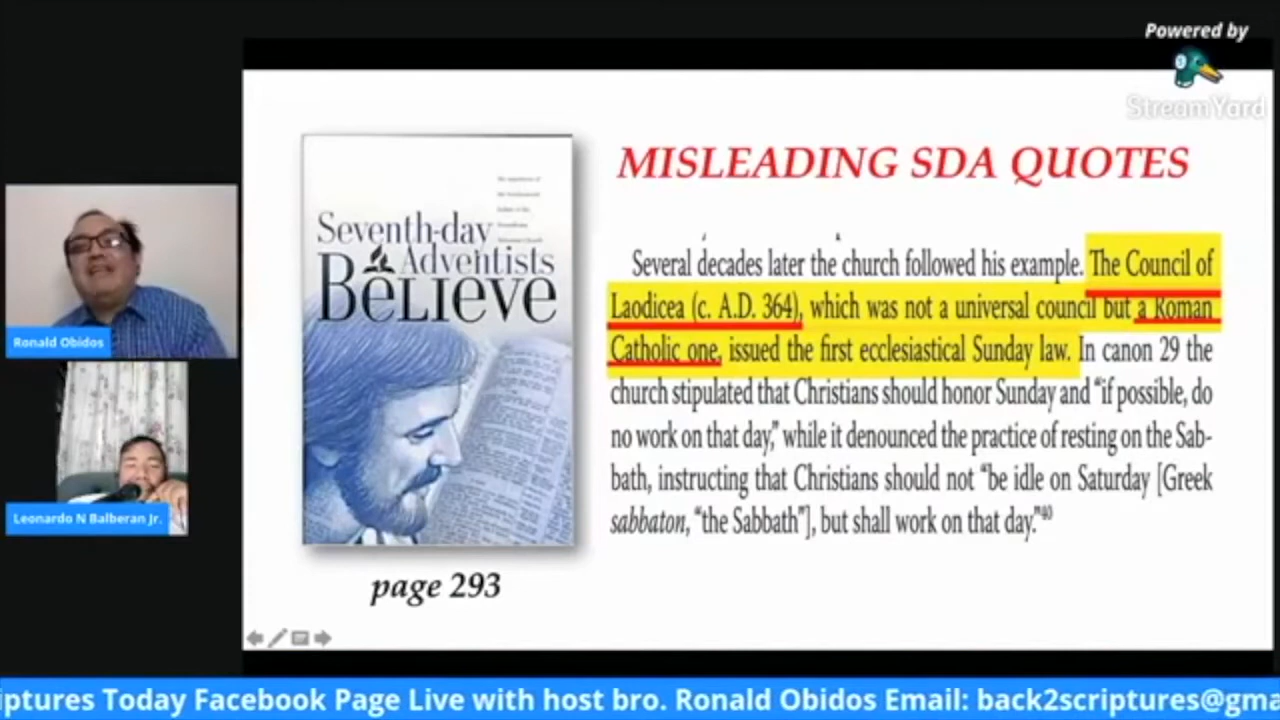 Powered by
StreamYard
MISLEADING SDA QUOTES
Seventh-day
Adventists
BELIEVE
Several decades later the church followed his example. The Council of
Laodicea (c. A.D. 364), which was not a universal council but a Roman
Catholic one, issued the first ecclesiastical Sunday law. In canon 29 the
church stipulated that Christians should honor Sunday and “if possible, do
no work on that day,” while it denounced the practice of resting on the Sab-
bath, instructing that Christians should not “be idle on Saturday [Greek
sabbaton, “the Sabbath”], but shall work on that day.”40
page 293
Ronald Obidos
Leonardo N Balberan Jr.
iptures Today Facebook Page Live with host bro. Ronald Obidos Email: back2scriptures@gma